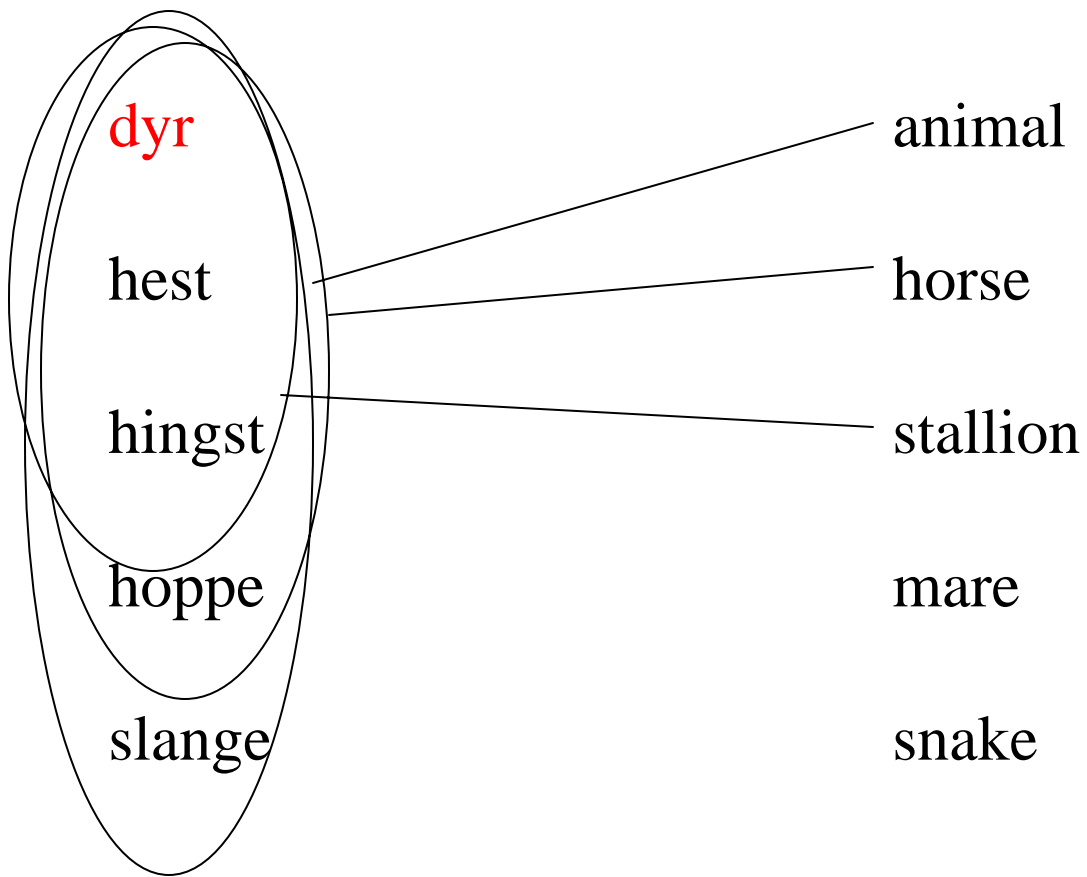 dyr animal
hest horse
hingst stallion
hoppe mare
slange snake